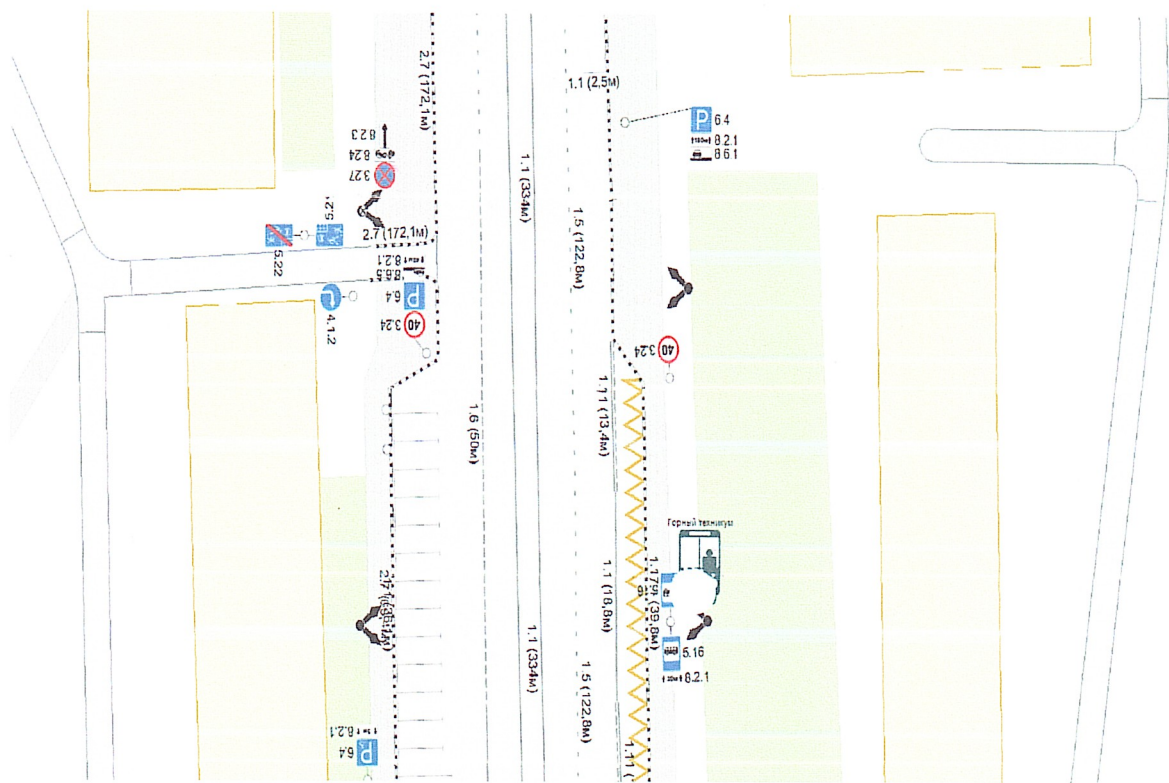 2.7 (172,1м)
8.2.3
8.24
3.27
2.7 (172,1м)
5.22
8.2.1
8.6.5
6.4
40
3.24
4.1.2
1.1 (2,5м)
P
6.4
8.2.1
8.6.1
1.1 (334м)
1.5 (122,8м)
40
3.24
1.6 (50м)
1.11 (13,4м)
Горный техникум
1.1 (18,8м)
(39,8м)
5.16
8.2.1
1.1 (334м)
1.5 (122,8м)
1.11 (
8.2.1
P
6.4